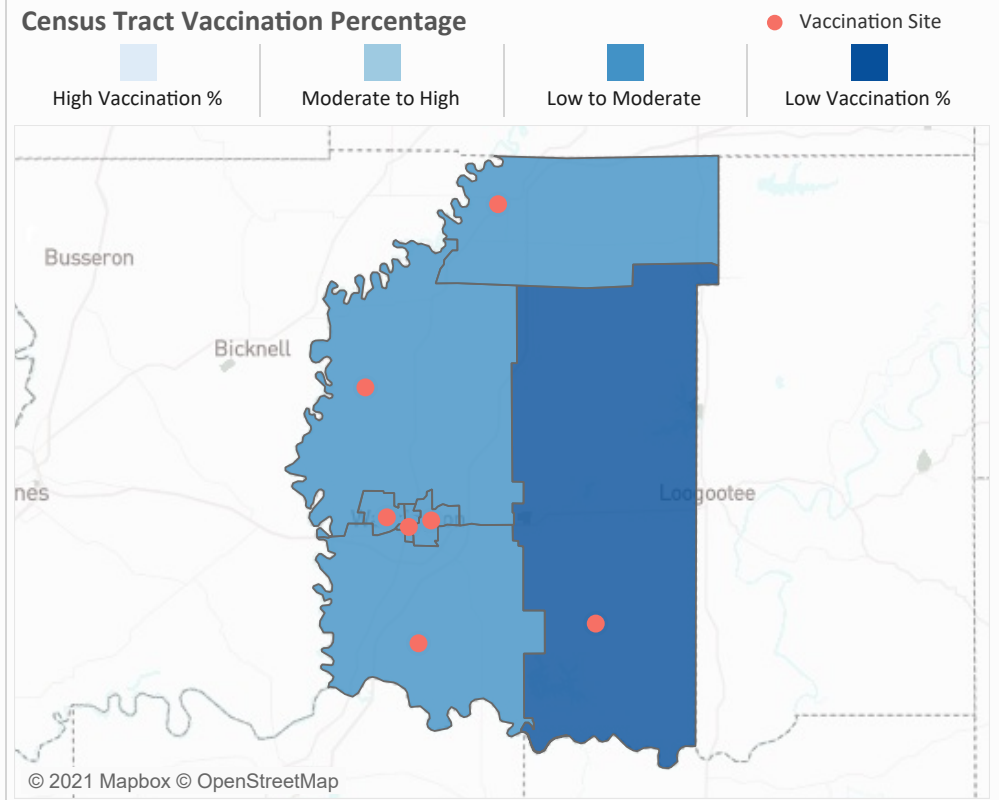 Census Tract Vaccination Percentage
Vaccination Site
High Vaccination %
Moderate to High
Low to Moderate
Low Vaccination %
Busseron
Bicknell
nes
Loogootee
© 2021 Mapbox © OpenStreetMap